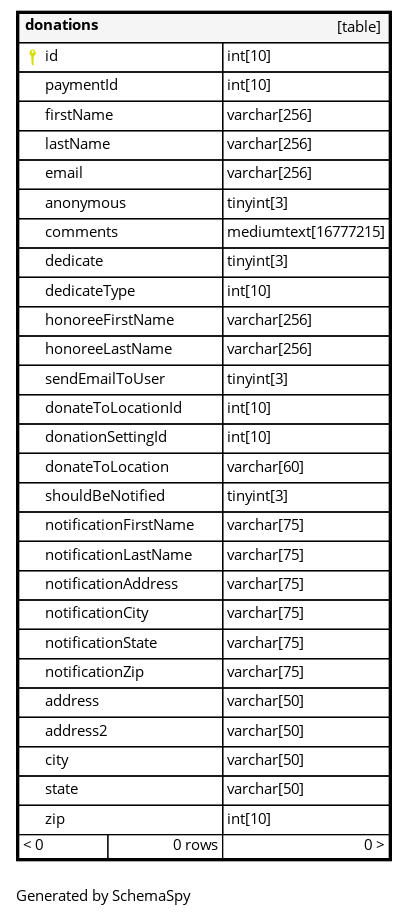 donations [table]
id int[10]
paymentId int[10]
firstName varchar[256]
lastName varchar[256]
email varchar[256]
anonymous tinyint[3]
comments mediumtext[16777215]
dedicate tinyint[3]
dedicateType int[10]
honoreeFirstName varchar[256]
honoreeLastName varchar[256]
sendEmailToUser tinyint[3]
donateToLocationId int[10]
donationSettingId int[10]
donateToLocation varchar[60]
shouldBeNotified tinyint[3]
notificationFirstName varchar[75]
notificationLastName varchar[75]
notificationAddress varchar[75]
notificationCity varchar[75]
notificationState varchar[75]
notificationZip varchar[75]
address varchar[50]
address2 varchar[50]
city varchar[50]
state varchar[50]
zip int[10]
< 0 0 rows 0 >
Generated by SchemaSpy